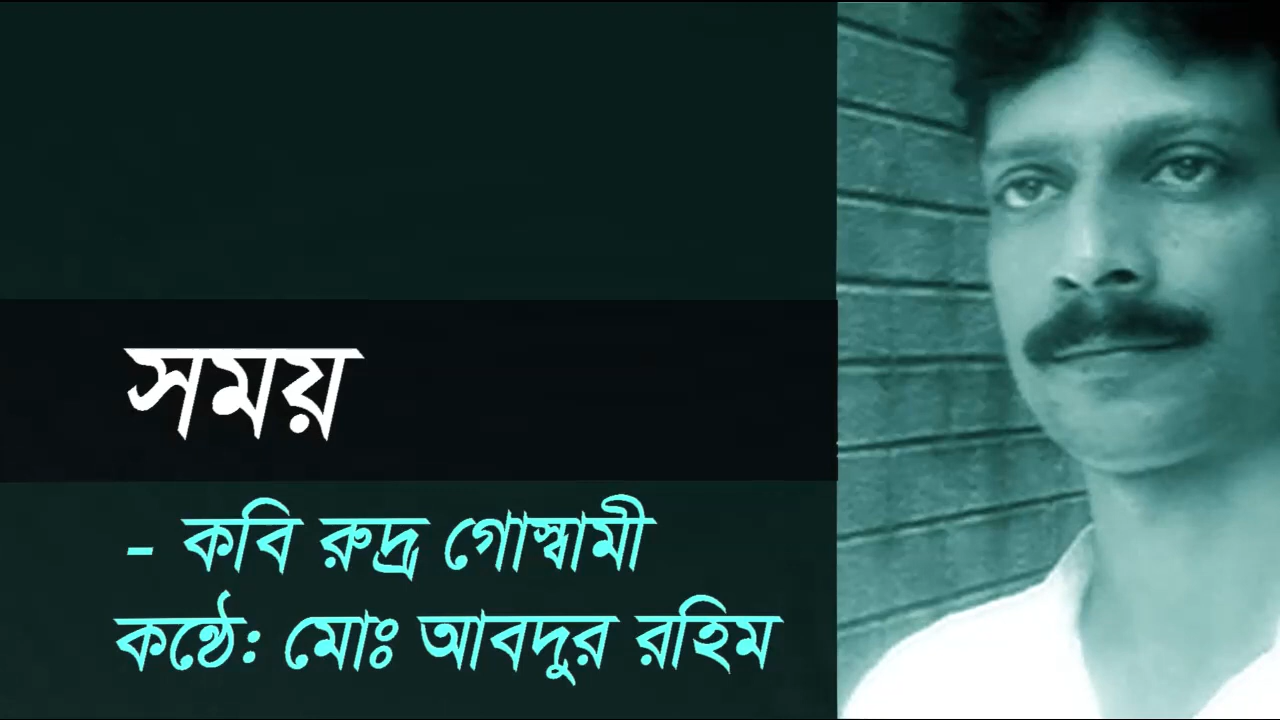 সময়
- কবি রুদ্র গোস্বামী
কন্ঠে: মোঃ আবদুর রহিম